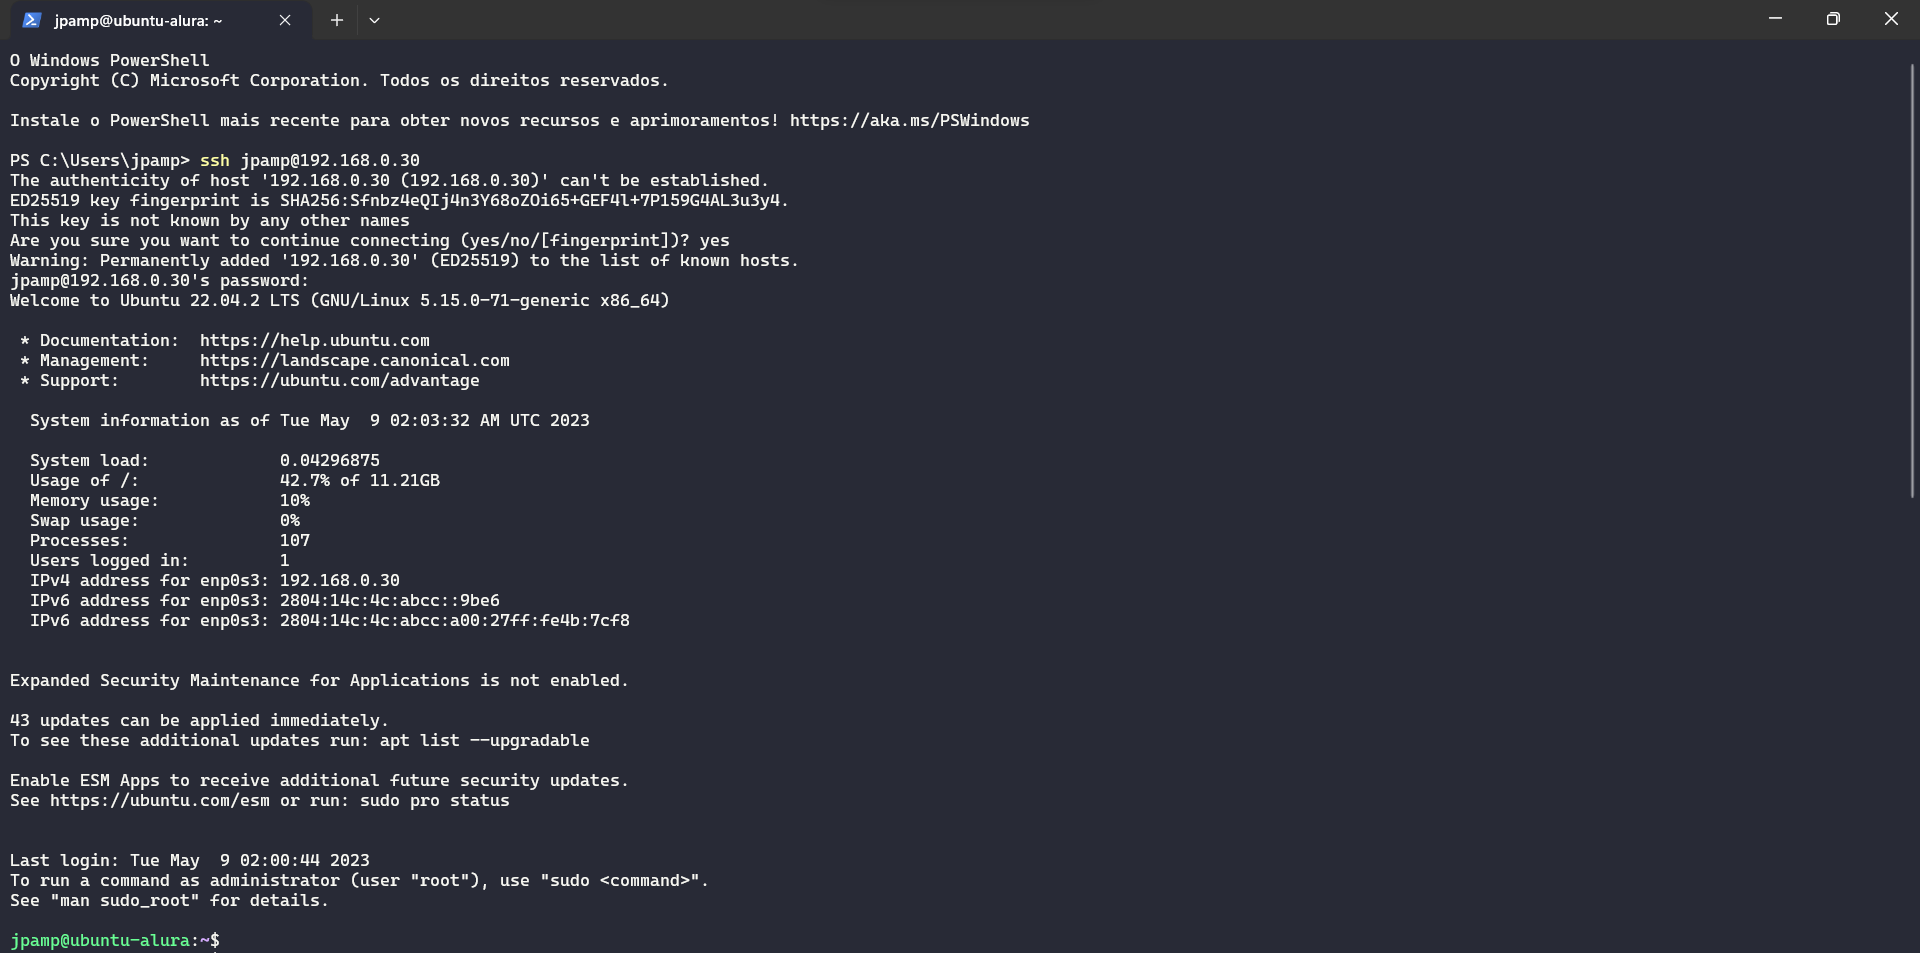 jpamp@ubuntu-alura: ~
O Windows PowerShell
Copyright (C) Microsoft Corporation. Todos os direitos reservados.
Instale o PowerShell mais recente para obter novos recursos e aprimoramentos! https://aka.ms/PSWindows
PS C:\Users\jpamp> ssh jpamp@192.168.0.30
The authenticity of host '192.168.0.30 (192.168.0.30)' can't be established.
ED25519 key fingerprint is SHA256:Sfnbz4eQIj4n3Y68oZOi65+GEF4l+7P159G4AL3u3y4.
This key is not known by any other names
Are you sure you want to continue connecting (yes/no/[fingerprint])? yes
Warning: Permanently added '192.168.0.30' (ED25519) to the list of known hosts.
jpamp@192.168.0.30's password:
Welcome to Ubuntu 22.04.2 LTS (GNU/Linux 5.15.0-71-generic x86_64)
* Documentation:  https://help.ubuntu.com
* Management:     https://landscape.canonical.com
* Support:        https://ubuntu.com/advantage
System information as of Tue May  9 02:03:32 AM UTC 2023
System load:             0.04296875
Usage of /:              42.7% of 11.21GB
Memory usage:            10%
Swap usage:              0%
Processes:               107
Users logged in:         1
IPv4 address for enp0s3: 192.168.0.30
IPv6 address for enp0s3: 2804:14c:4c:abcc::9be6
IPv6 address for enp0s3: 2804:14c:4c:abcc:a00:27ff:fe4b:7cf8
Expanded Security Maintenance for Applications is not enabled.
43 updates can be applied immediately.
To see these additional updates run: apt list --upgradable
Enable ESM Apps to receive additional future security updates.
See https://ubuntu.com/esm or run: sudo pro status
Last login: Tue May  9 02:00:44 2023
To run a command as administrator (user "root"), use "sudo <command>".
See "man sudo_root" for details.
jpamp@ubuntu-alura:~$